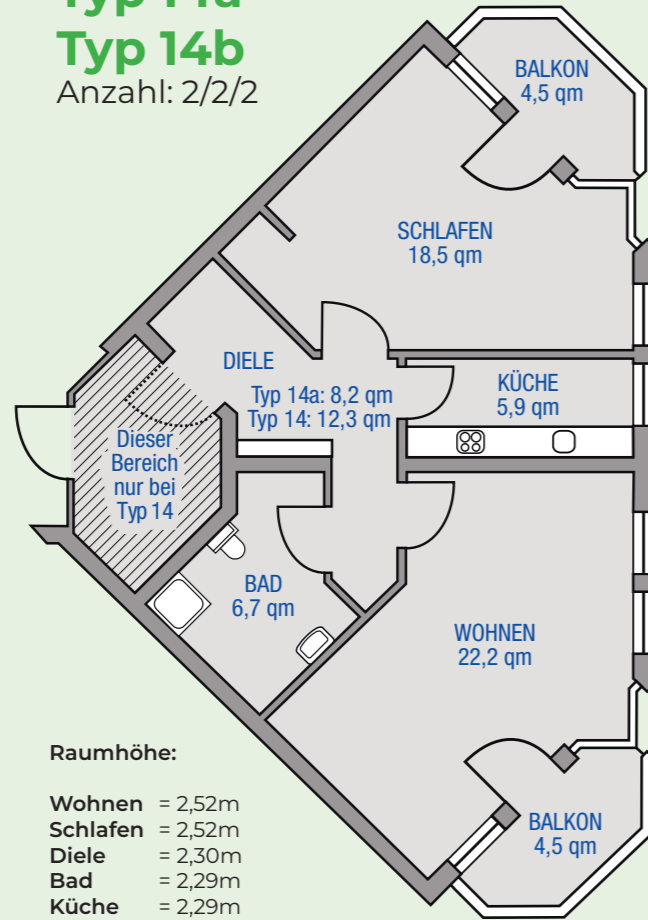 Typ 14a
Typ 14b
Anzahl: 2/2/2
BALKON
4,5 qm
SCHLAFEN
18,5 qm
DIELE
Typ 14a: 8,2 qm
Typ 14: 12,3 qm
KÜCHE
5,9 qm
Dieser
Bereich
nur bei
Typ 14
BAD
6,7 qm
WOHNEN
22,2 qm
BALKON
4,5 qm
Raumhöhe:
Wohnen = 2,52m
Schlafen = 2,52m
Diele = 2,30m
Bad = 2,29m
Küche = 2,29m